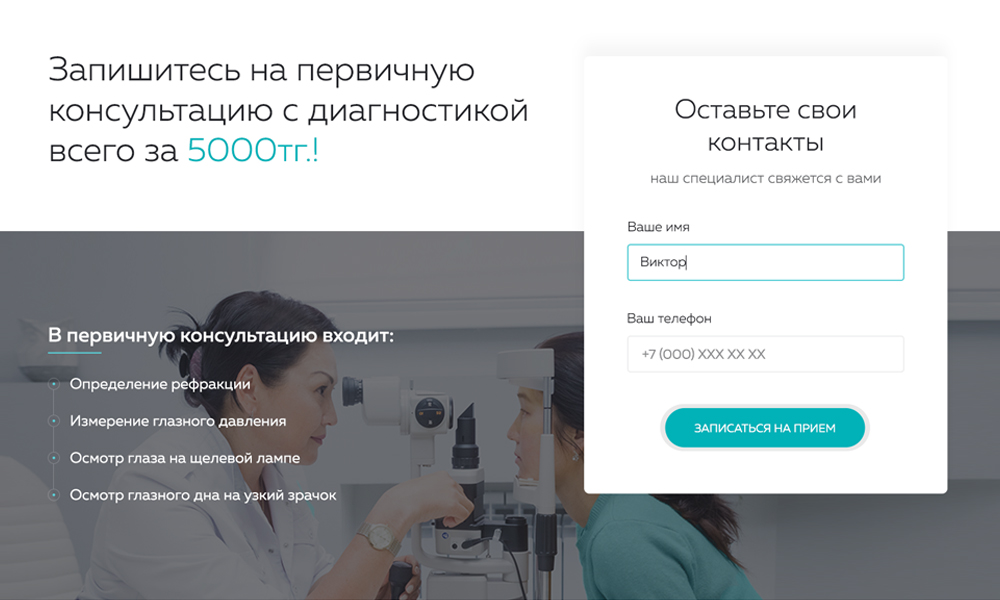 Запишитесь на первичную
консультацию с диагностикой
всего за 5000тг.!
В первичную консультацию входит:
Определение рефракции
Измерение глазного давления
Осмотр глаза на щелевой лампе
Осмотр глазного дна на узкий зрачок
Оставьте свои
контакты
наш специалист свяжется с вами
Ваше имя
Виктор
Ваш телефон
+7 (000) XXX XX XX
ЗАПИСАТЬСЯ НА ПРИЕМ